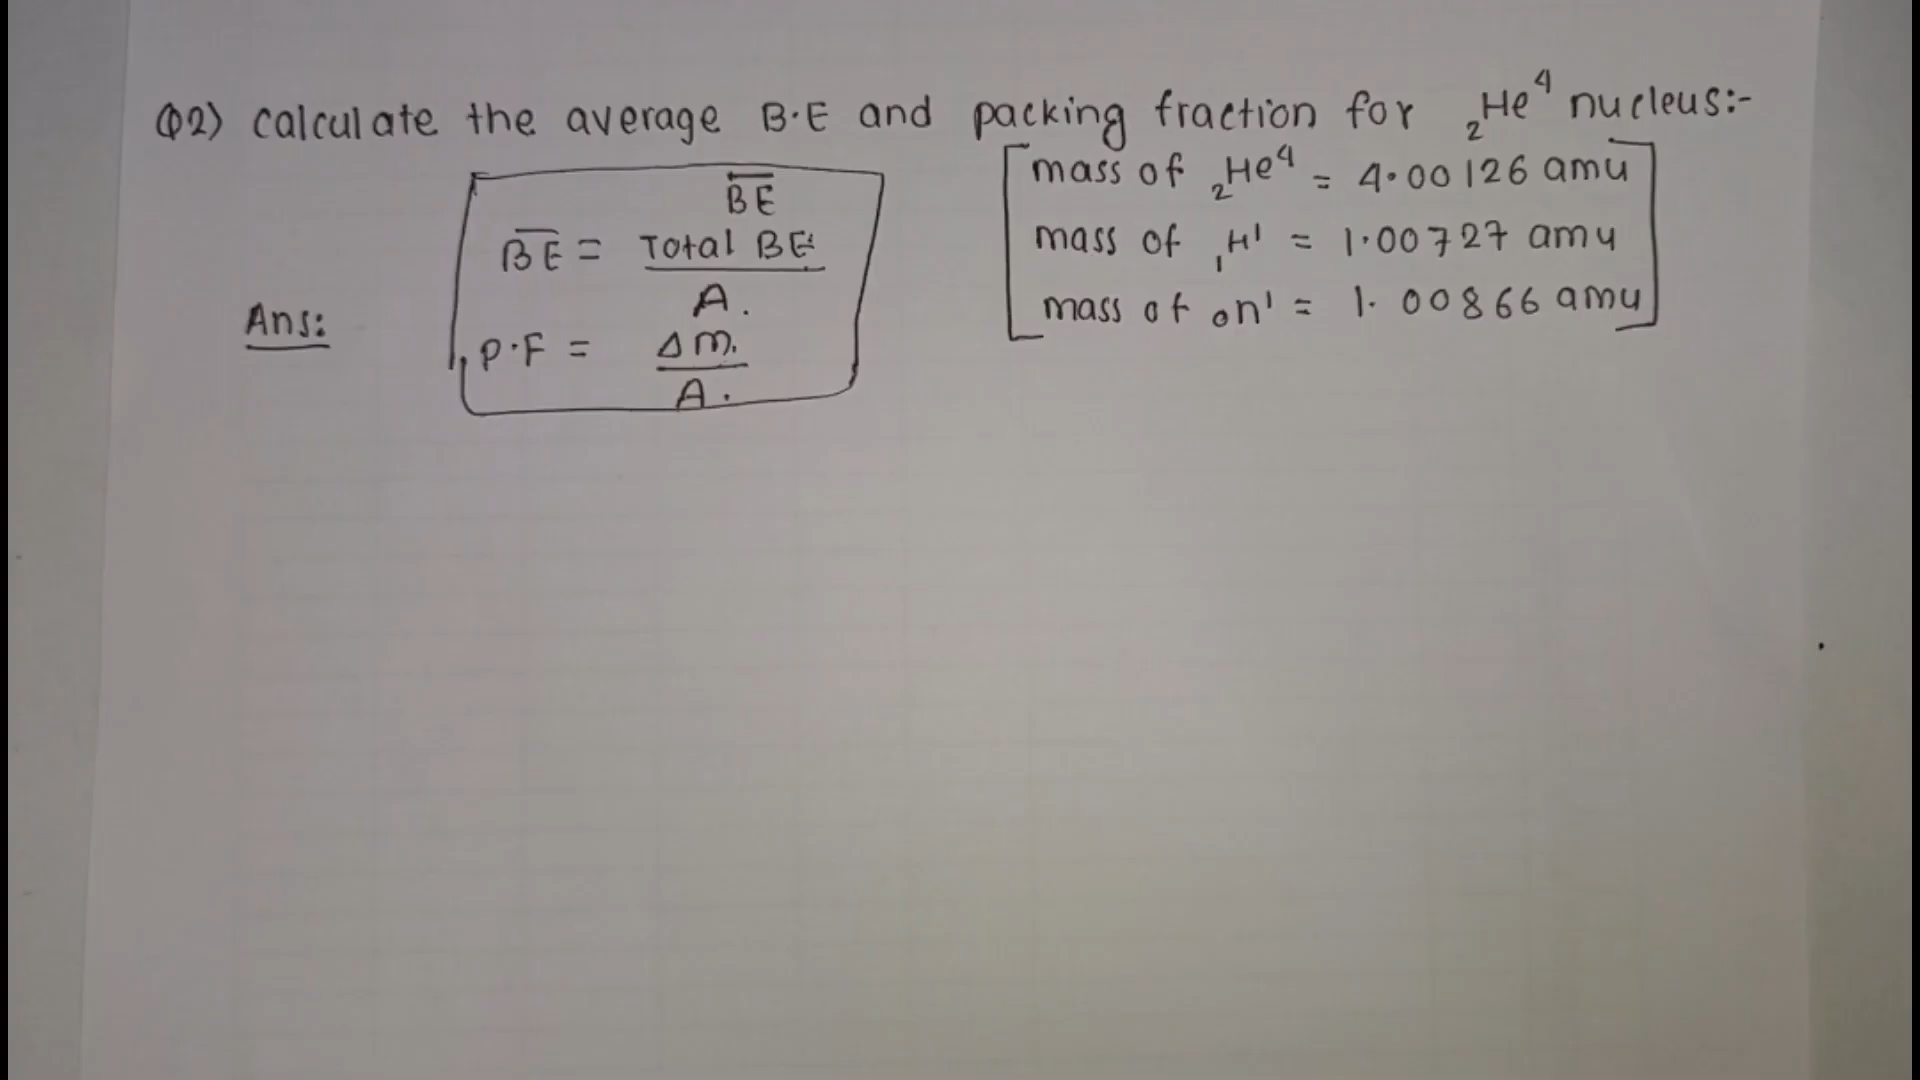 Q2) calculate the average B·E and packing fraction for ₂He⁴ nucleus:-
[mass of ₂He⁴ = 4.00126 amu
mass of ₁H¹ = 1.00727 amu
mass of ₀n¹ = 1.00866 amu]
Ans:
B̅E̅
B̅E̅ = Total BE
A.
P·F = Δm.
A.